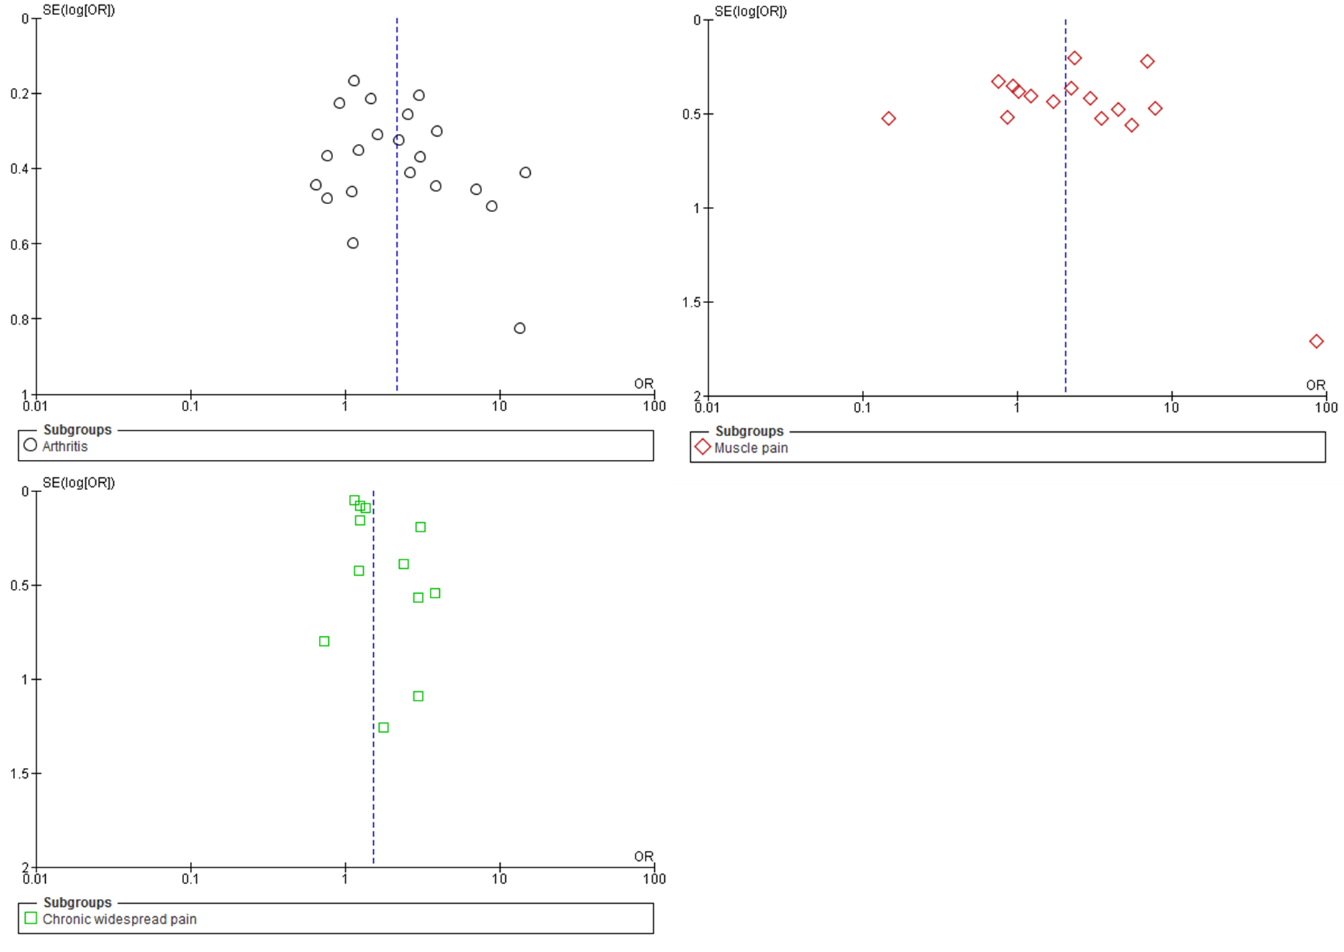 SE(log[OR])
0
0.2
0.4
0.6
0.8
1
OR
0.01 0.1 1 10 100
Subgroups
Arthritis
SE(log[OR])
0
0.5
1
1.5
2
OR
0.01 0.1 1 10 100
Subgroups
Muscle pain
SE(log[OR])
0
0.5
1
1.5
2
OR
0.01 0.1 1 10 100
Subgroups
Chronic widespread pain